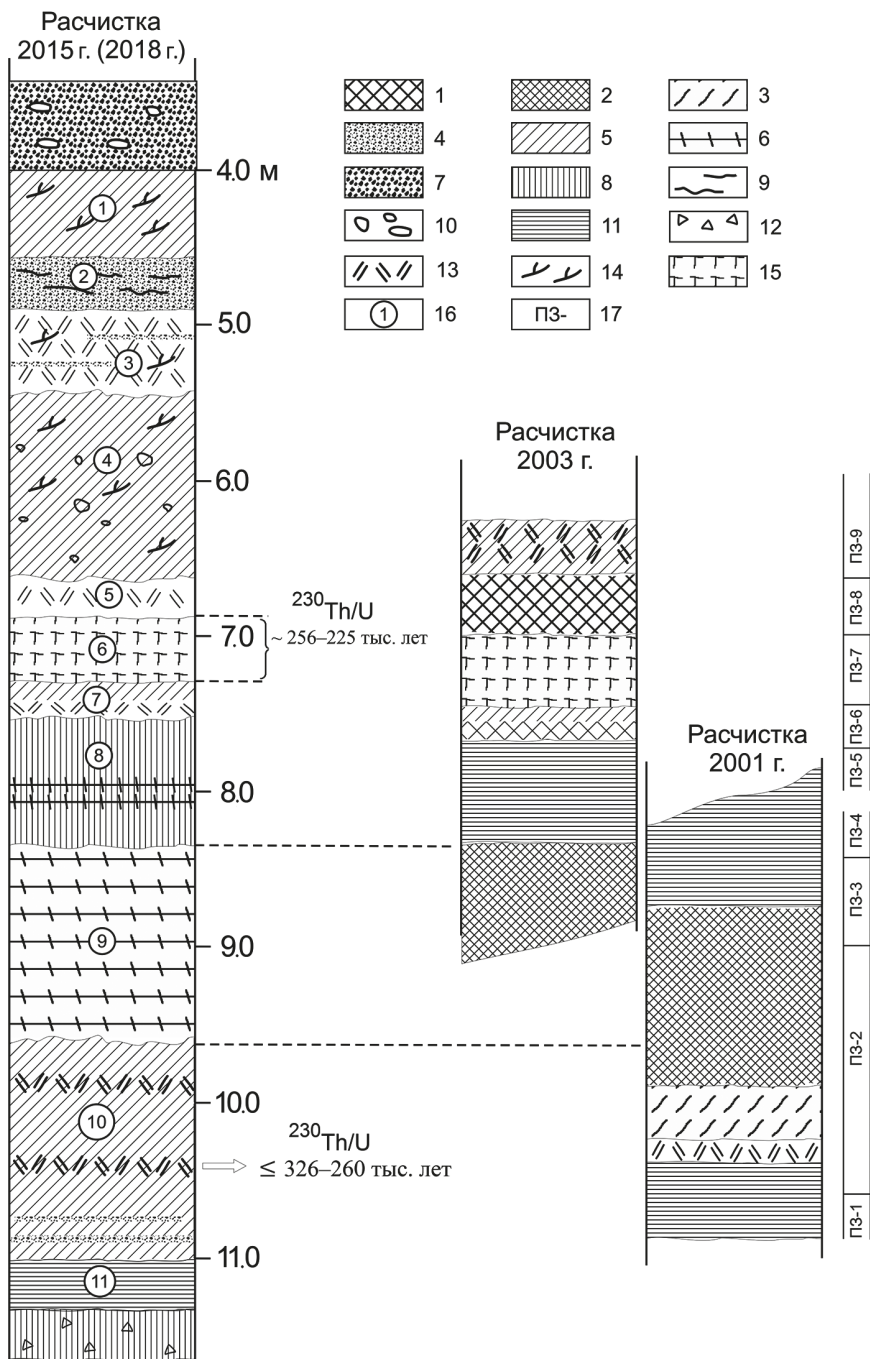 Расчистка
2015 г. (2018 г.)
1
2
3
4
5
6
7
8
9
10
11
12
13
14
15
1
16
ПЗ-
17
4.0 м
1
2
5.0
3
4
6.0
5
6
7.0
7
8
8.0
9
9.0
10.0
10
11.0
11
230Th/U
~ 256–225 тыс. лет
230Th/U
≤ 326–260 тыс. лет
Расчистка
2003 г.
Расчистка
2001 г.
ПЗ-9
ПЗ-8
ПЗ-7
ПЗ-6
ПЗ-5
ПЗ-4
ПЗ-3
ПЗ-2
ПЗ-1